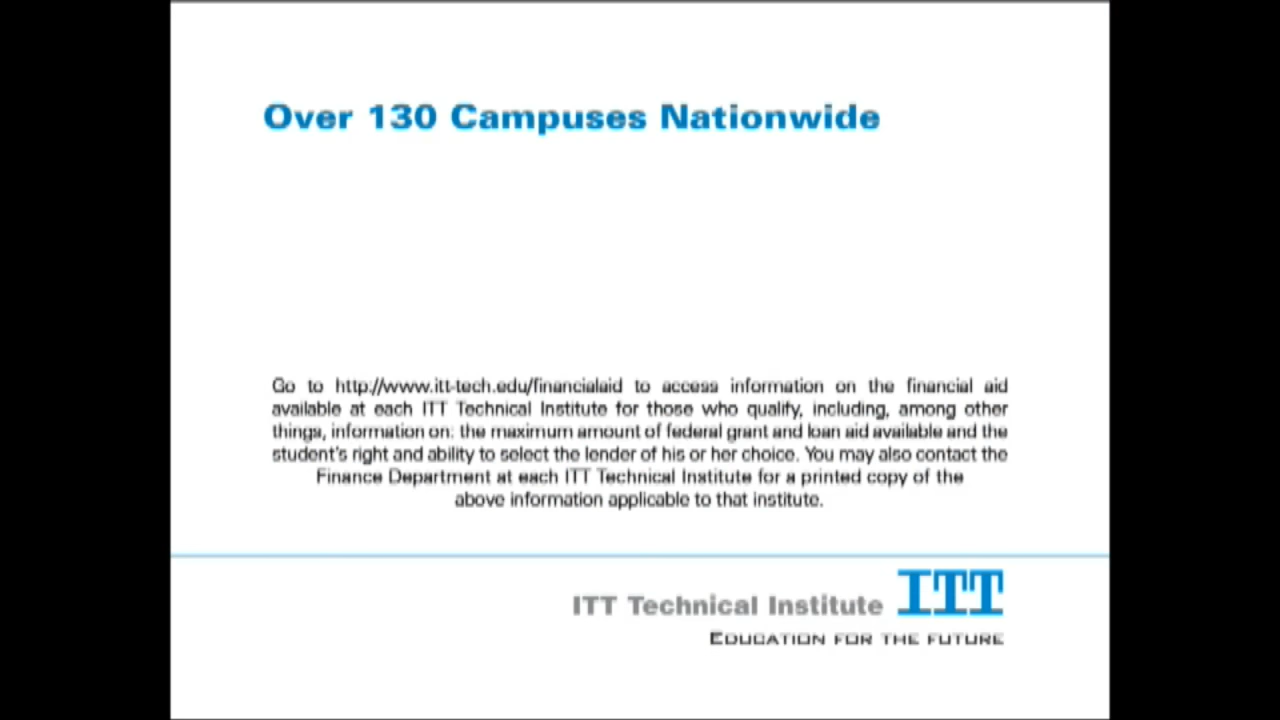 Over 130 Campuses Nationwide
Go to http://www.itt-tech.edu/financialaid to access information on the financial aid
available at each ITT Technical Institute for those who qualify, including, among other
things, information on: the maximum amount of federal grant and loan aid available and the
student's right and ability to select the lender of his or her choice. You may also contact the
Finance Department at each ITT Technical Institute for a printed copy of the
above information applicable to that institute.
ITT Technical Institute ITT
EDUCATION FOR THE FUTURE